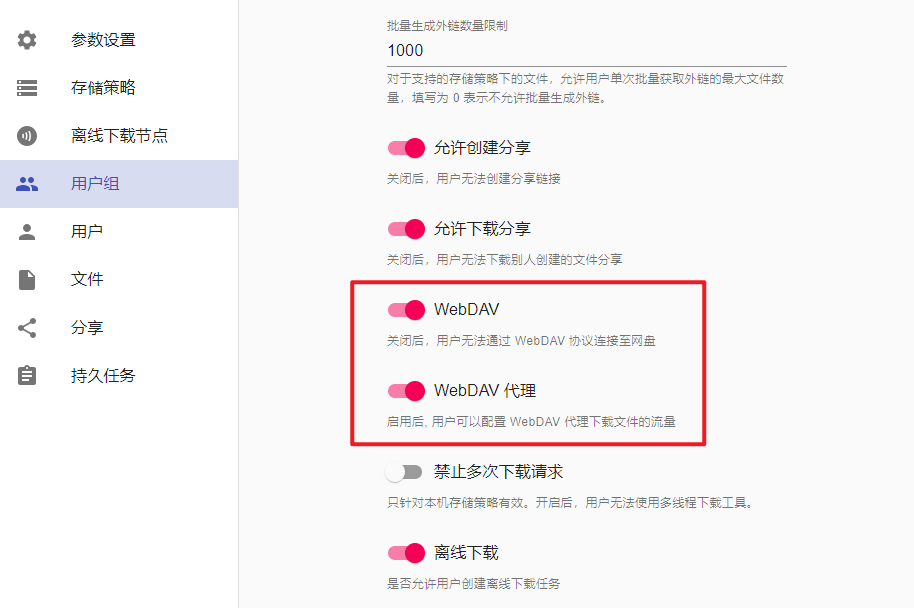 参数设置
存储策略
离线下载节点
用户组
用户
文件
分享
持久任务
批量生成外链数量限制
1000
对于支持的存储策略下的文件，允许用户单次批量获取外链的最大文件数
量，填写为 0 表示不允许批量生成外链。
允许创建分享
关闭后，用户无法创建分享链接
允许下载分享
关闭后，用户无法下载别人创建的文件分享
WebDAV
关闭后，用户无法通过 WebDAV 协议连接至网盘
WebDAV 代理
启用后, 用户可以配置 WebDAV 代理下载文件的流量
禁止多次下载请求
只针对本机存储策略有效。开启后，用户无法使用多线程下载工具。
离线下载
是否允许用户创建离线下载任务